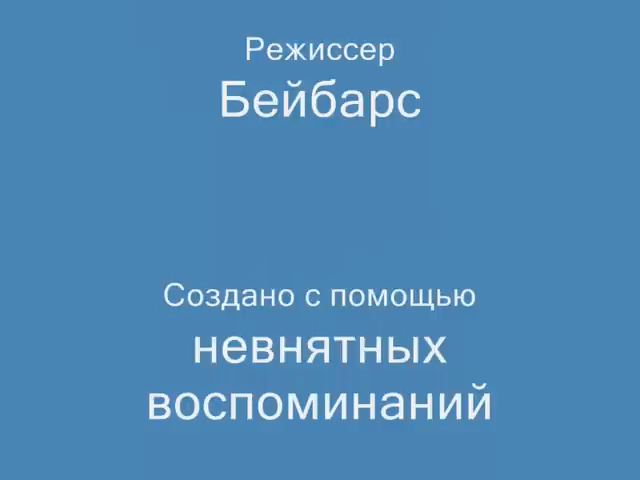 Режиссер
Бейбарс
Создано с помощью
невнятных
воспоминаний